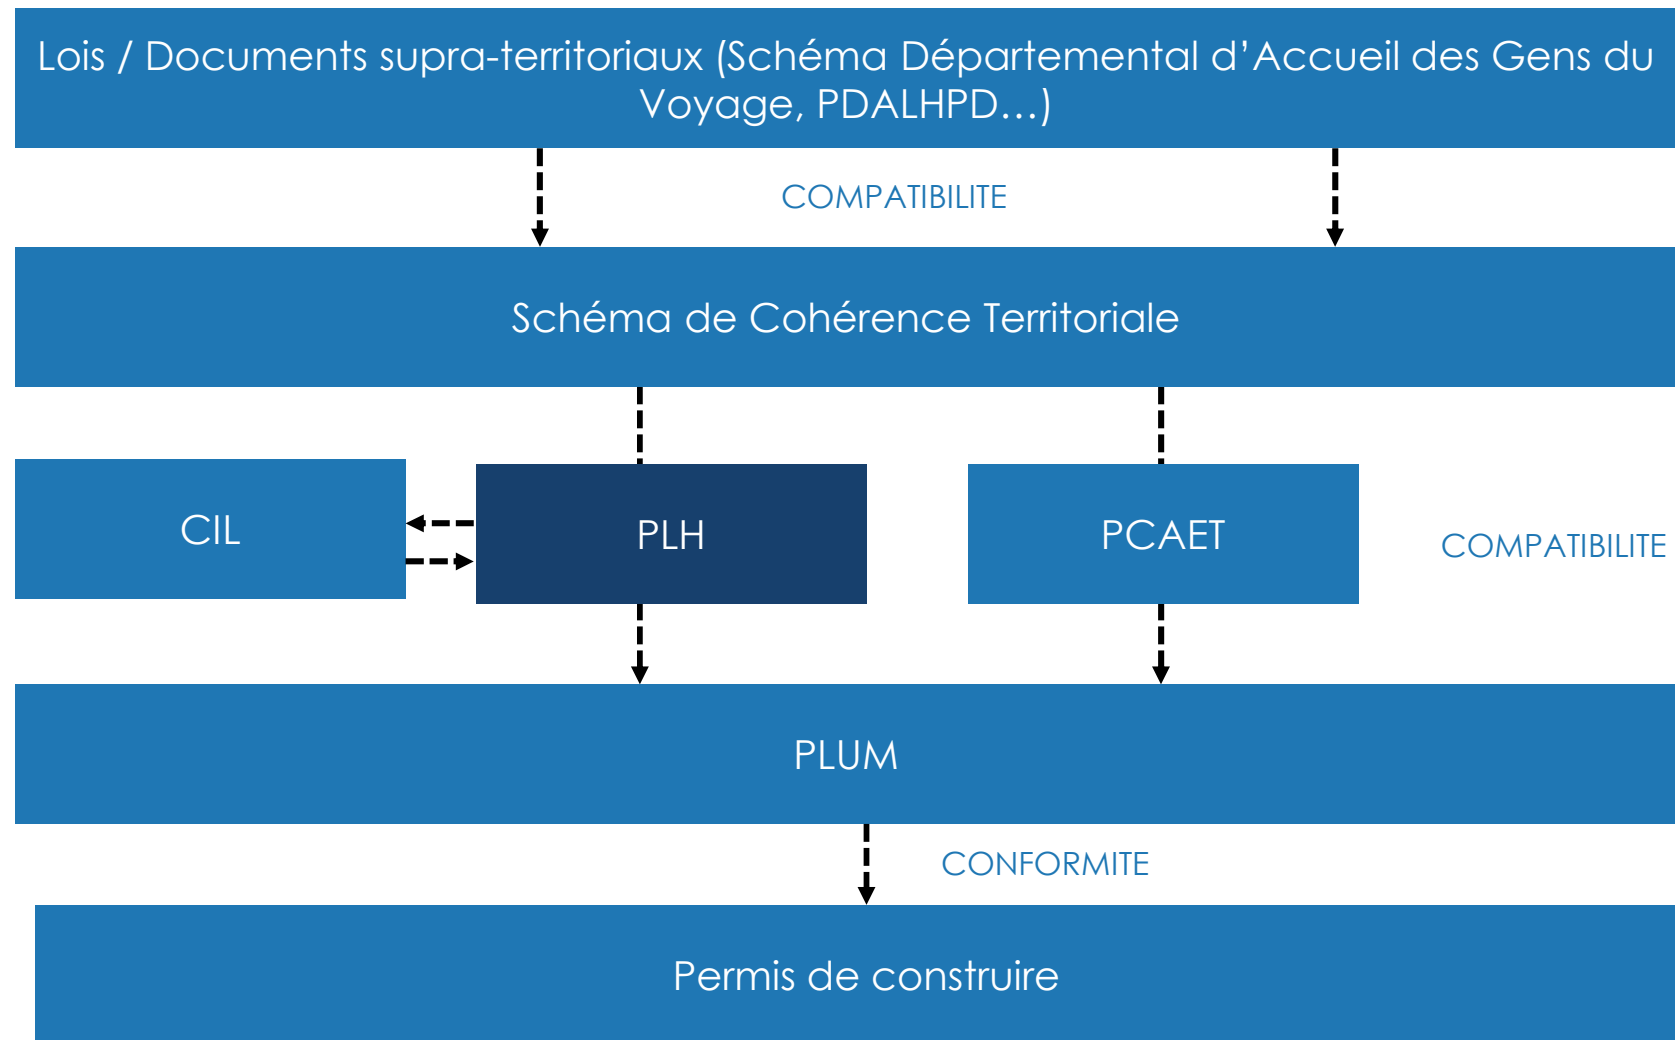 Lois / Documents supra-territoriaux (Schéma Départemental d’Accueil des Gens du
Voyage, PDALHPD…)
COMPATIBILITE
Schéma de Cohérence Territoriale
CIL
PLH
PCAET
COMPATIBILITE
PLUM
CONFORMITE
Permis de construire